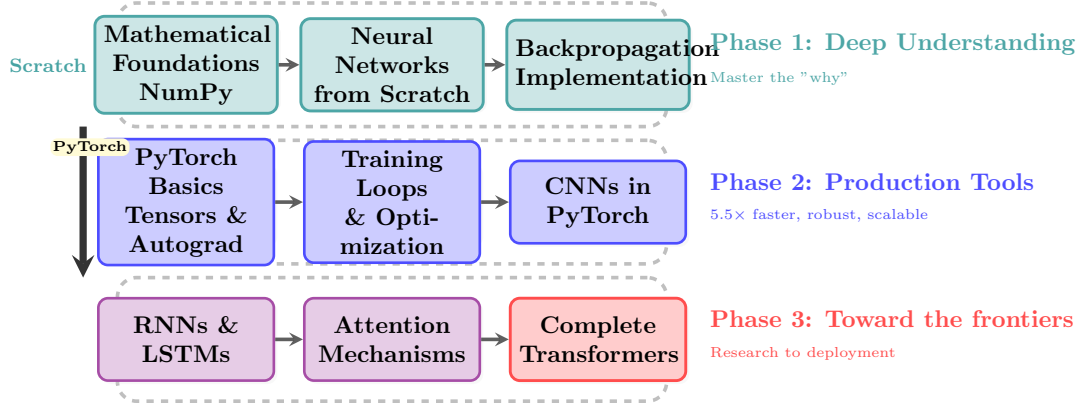 Scratch
Mathematical
Foundations
NumPy
Neural
Networks
from Scratch
Backpropagation
Implementation
Phase 1: Deep Understanding
Master the ”why”
PyTorch
PyTorch
Basics
Tensors &
Autograd
Training
Loops
& Opti-
mization
CNNs in
PyTorch
Phase 2: Production Tools
5.5× faster, robust, scalable
RNNs &
LSTMs
Attention
Mechanisms
Complete
Transformers
Phase 3: Toward the frontiers
Research to deployment